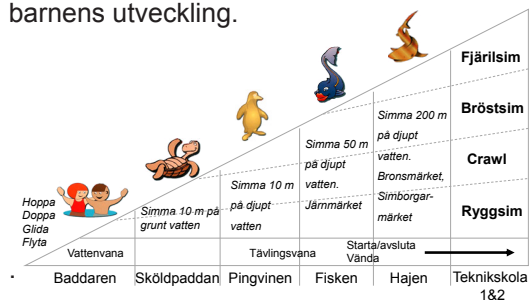 barnens utveckling.
Fjärilsim
Bröstsim
Crawl
Ryggsim
Simma 200 m
på djupt
vatten.
Bronsmärket,
Simborgar-
märket
Simma 50 m
på djupt
vatten.
Järnmärket
Simma 10 m
på djupt
vatten
Simma 10 m på
grunt vatten
Hoppa
Doppa
Glida
Flyta
Vattenvana
Tävlingsvana
Starta/avsluta
Vända
Baddaren
Sköldpaddan
Pingvinen
Fisken
Hajen
Teknikskola
1&2